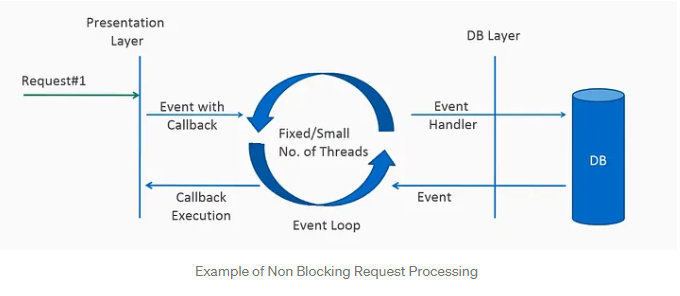 Presentation
Layer
DB Layer
Request#1
Event with
Callback
Fixed/Small
No. of Threads
Event
Handler
DB
Callback
Execution
Event
Event Loop
Example of Non Blocking Request Processing